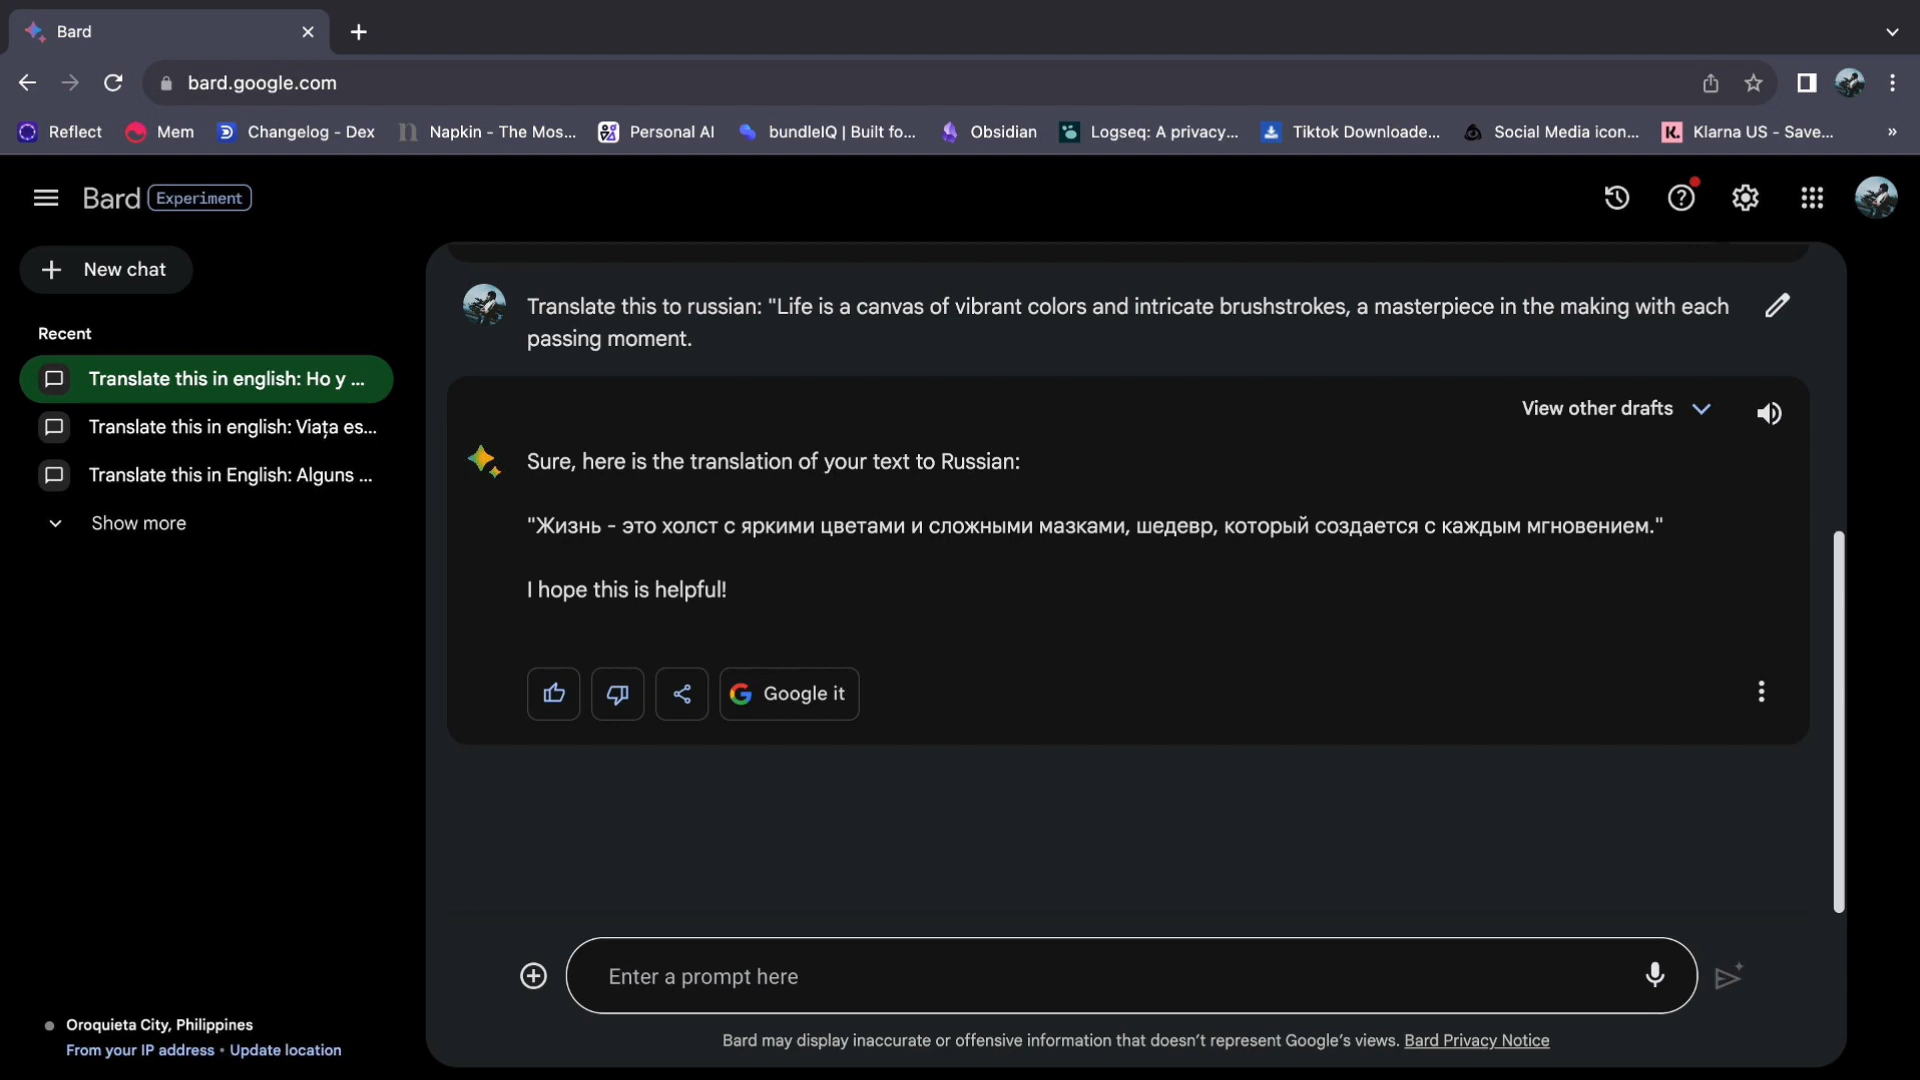 Bard
bard.google.com
Reflect
Mem
Changelog - Dex
Napkin - The Mos...
Personal AI
bundleIQ | Built fo...
Obsidian
Logseq: A privacy...
Tiktok Downloade...
Social Media icon...
Klarna US - Save...
»
Bard Experiment
New chat
Recent
Translate this in english: Ho y ...
Translate this in english: Viața es...
Translate this in English: Alguns ...
Show more
Translate this to russian: "Life is a canvas of vibrant colors and intricate brushstrokes, a masterpiece in the making with each
passing moment.
View other drafts
Sure, here is the translation of your text to Russian:
"Жизнь - это холст с яркими цветами и сложными мазками, шедевр, который создается с каждым мгновением."
I hope this is helpful!
Google it
Enter a prompt here
Bard may display inaccurate or offensive information that doesn't represent Google's views. Bard Privacy Notice
Oroquieta City, Philippines
From your IP address • Update location